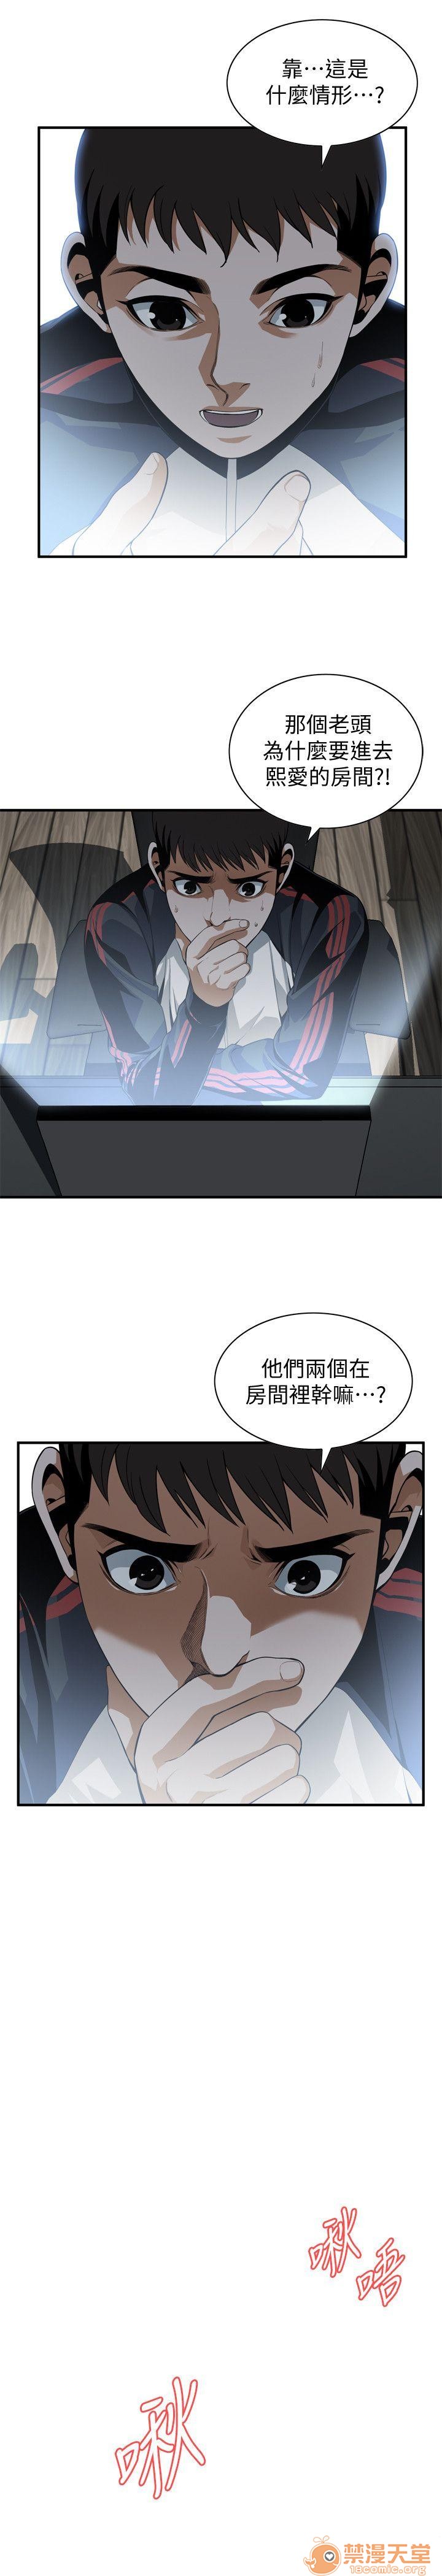 靠⋯這是
什麼情形⋯?
那個老頭
為什麼要進去
熙愛的房間?!
他們兩個在
房間裡幹嘛⋯?
啾
唔
啾
禁漫天堂
18comic.vip